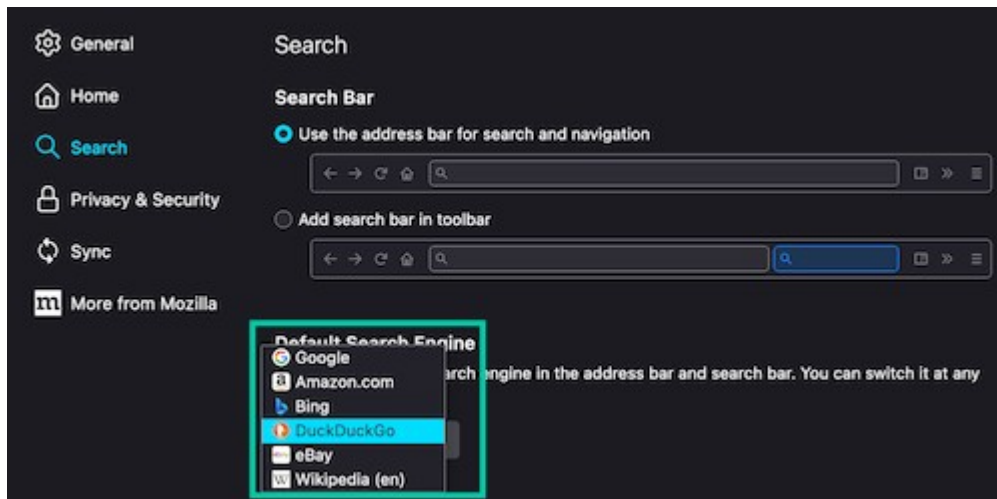 General
Home
Search
Privacy & Security
Sync
More from Mozilla
Search
Search Bar
Use the address bar for search and navigation
Add search bar in toolbar
Default Search Engine
arch engine in the address bar and search bar. You can switch it at any
Google
Amazon.com
Bing
DuckDuckGo
eBay
Wikipedia (en)